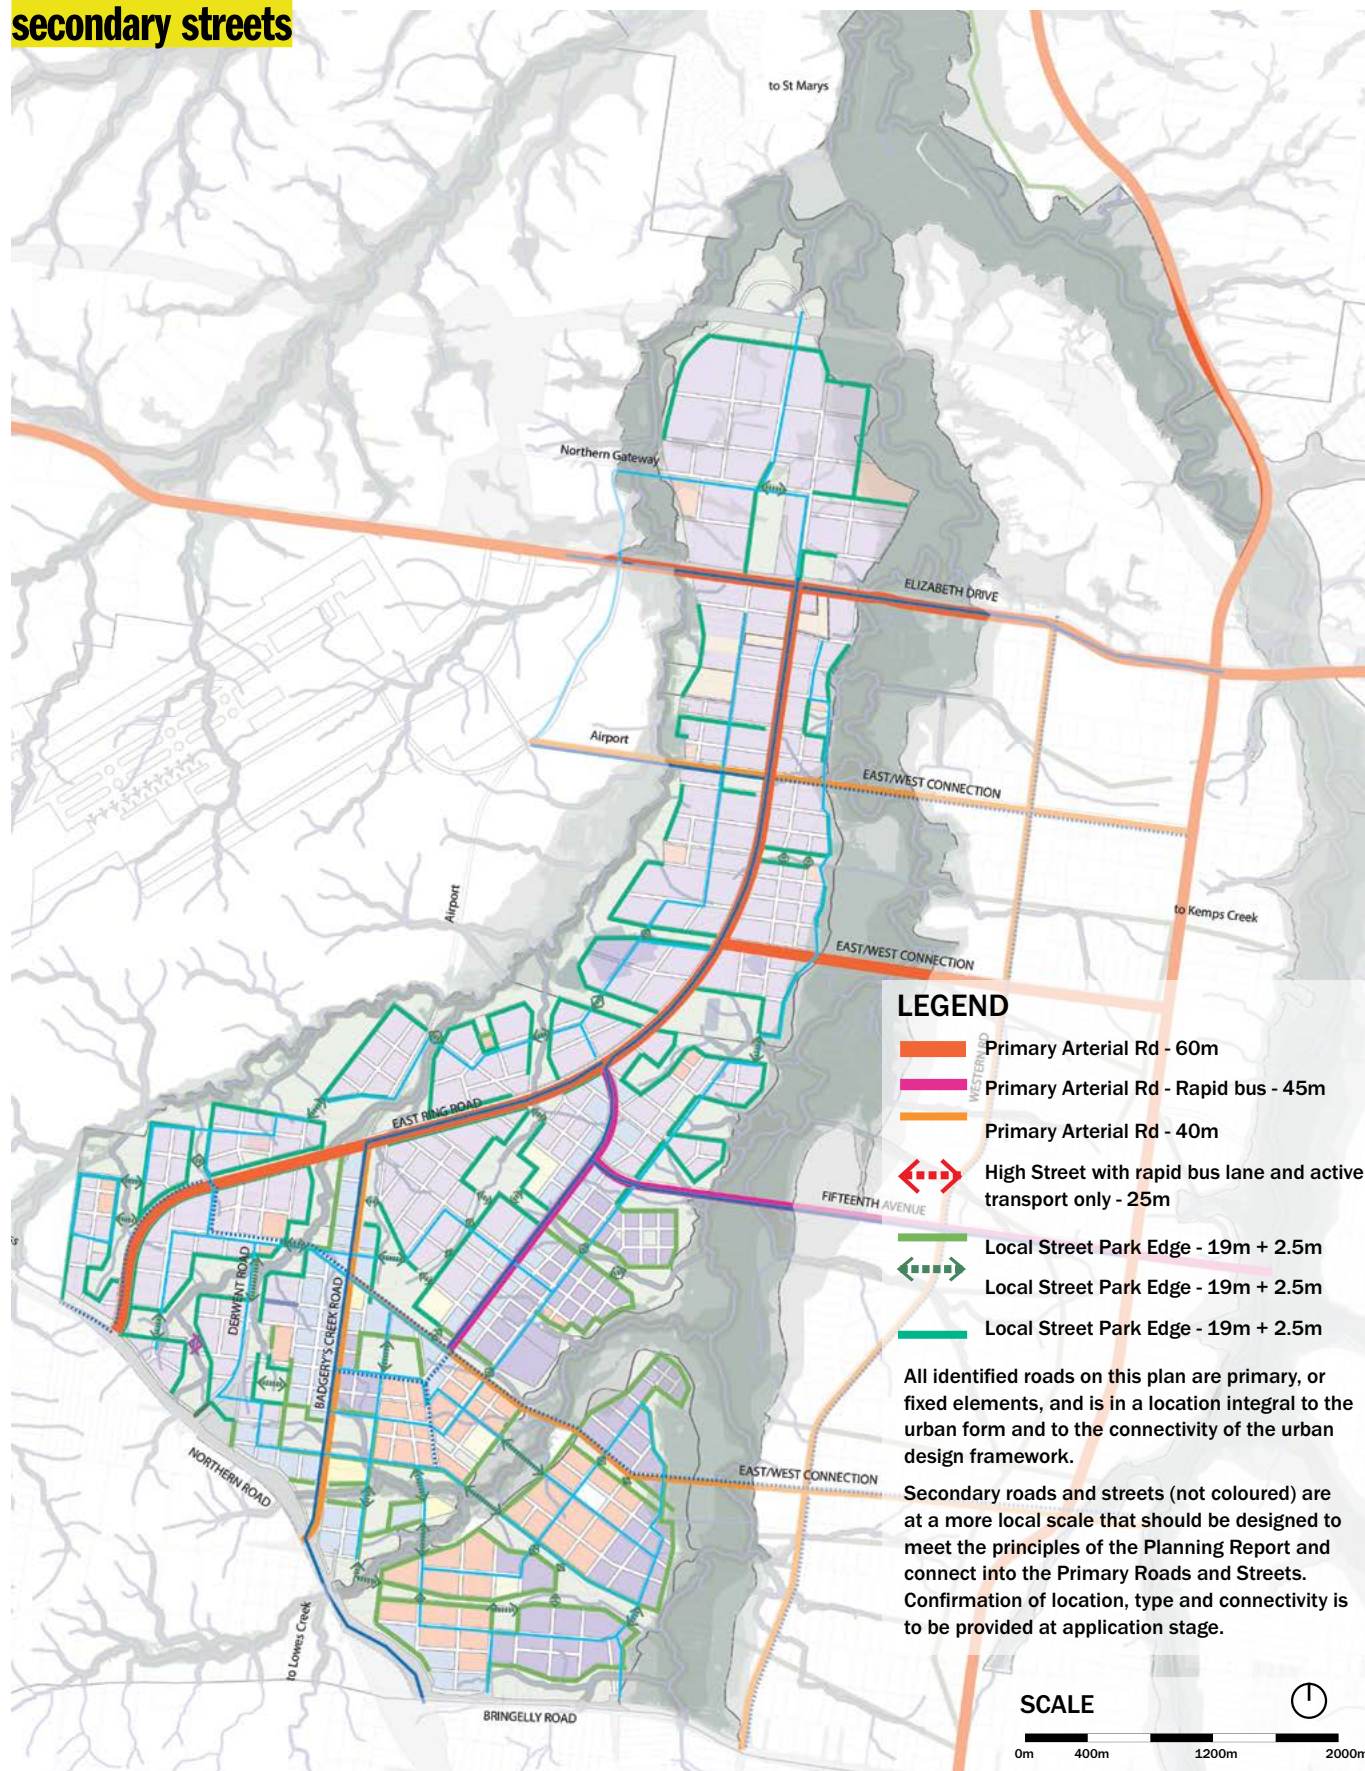 secondary streets
to St Marys
Northern Gateway
ELIZABETH DRIVE
Airport
EAST/WEST CONNECTION
Airport
to Kemps Creek
EAST/WEST CONNECTION
LEGEND
Primary Arterial Rd - 60m
WESTERN RD
Primary Arterial Rd - Rapid bus - 45m
Primary Arterial Rd - 40m
EAST RING ROAD
High Street with rapid bus lane and active
transport only - 25m
FIFTEENTH AVENUE
Local Street Park Edge - 19m + 2.5m
Local Street Park Edge - 19m + 2.5m
Local Street Park Edge - 19m + 2.5m
DERWENT ROAD
BADGERY'S CREEK ROAD
All identified roads on this plan are primary, or
fixed elements, and is in a location integral to the
urban form and to the connectivity of the urban
design framework.
NORTHERN ROAD
EAST/WEST CONNECTION
Secondary roads and streets (not coloured) are
at a more local scale that should be designed to
meet the principles of the Planning Report and
connect into the Primary Roads and Streets.
Confirmation of location, type and connectivity is
to be provided at application stage.
to Lowes Creek
BRINGELLY ROAD
SCALE
0m 400m 1200m 2000m